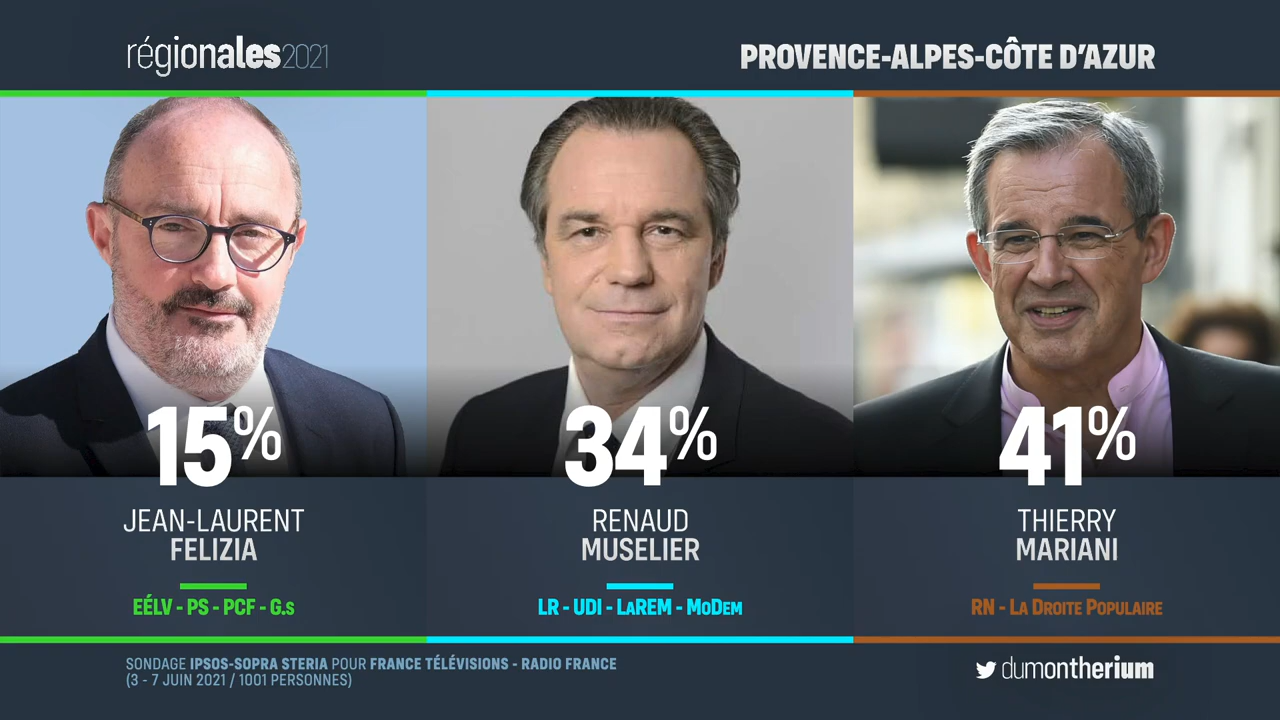 régionales2021
PROVENCE-ALPES-CÔTE D'AZUR
15%
JEAN-LAURENT
FELIZIA
EÉLV - PS - PCF - G.s
34%
RENAUD
MUSELIER
LR - UDI - LaREM - MoDem
41%
THIERRY
MARIANI
RN - La Droite Populaire
SONDAGE IPSOS-SOPRA STERIA POUR FRANCE TÉLÉVISIONS - RADIO FRANCE
(3 - 7 JUIN 2021 / 1001 PERSONNES)
dumontherium